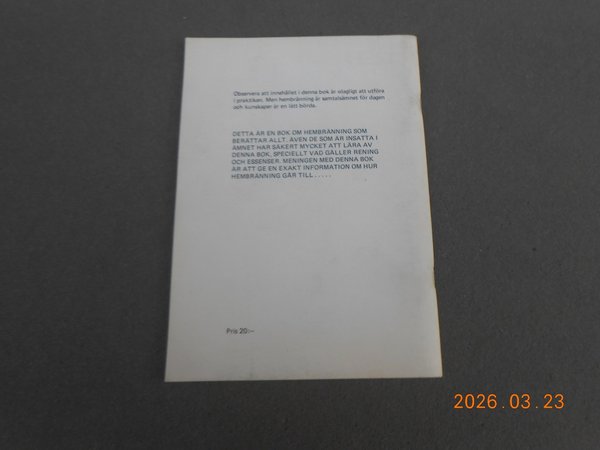 Observera att innehållet i denna bok är olagligt att utföra
i praktiken. Men hembränning är samtalsämnet för dagen
och kunskaper är en lätt börda.
DETTA ÄR EN BOK OM HEMBRÄNNING SOM
BERÄTTAR ALLT. ÄVEN DE SOM ÄR INSATTA I
ÄMNET HAR SÄKERT MYCKET ATT LÄRA AV
DENNA BOK, SPECIELLT VAD GÄLLER RENING
OCH ESSENSER. MENINGEN MED DENNA BOK
ÄR ATT GE EN EXAKT INFORMATION OM HUR
HEMBRÄNNING GÅR TILL.....
Pris 20:—
2026.03.23